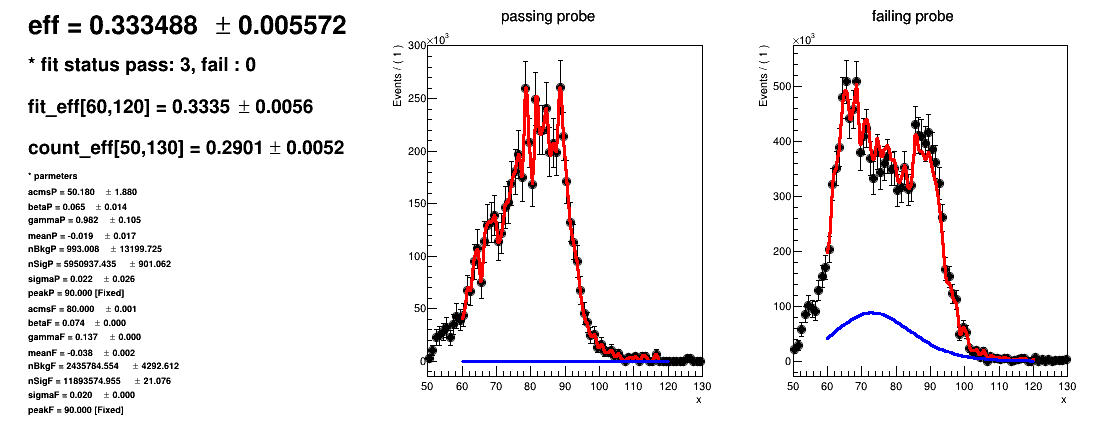 eff = 0.333488 ± 0.005572
* fit status pass: 3, fail : 0
fit_eff[60,120] = 0.3335 ± 0.0056
count_eff[50,130] = 0.2901 ± 0.0052
* parmeters
acmsP = 50.180 ± 1.880
betaP = 0.065 ± 0.014
gammaP = 0.982 ± 0.105
meanP = -0.019 ± 0.017
nBkgP = 993.008 ± 13199.725
nSigP = 5950937.435 ± 901.062
sigmaP = 0.022 ± 0.026
peakP = 90.000 [Fixed]
acmsF = 80.000 ± 0.001
betaF = 0.074 ± 0.000
gammaF = 0.137 ± 0.000
meanF = -0.038 ± 0.002
nBkgF = 2435784.554 ± 4292.612
nSigF = 11893574.955 ± 21.076
sigmaF = 0.020 ± 0.000
peakF = 90.000 [Fixed]
passing probe
×10³
Events / ( 1 )
300
250
200
150
100
50
0
50 60 70 80 90 100 110 120 130
x
failing probe
×10³
Events / ( 1 )
500
400
300
200
100
0
50 60 70 80 90 100 110 120 130
x